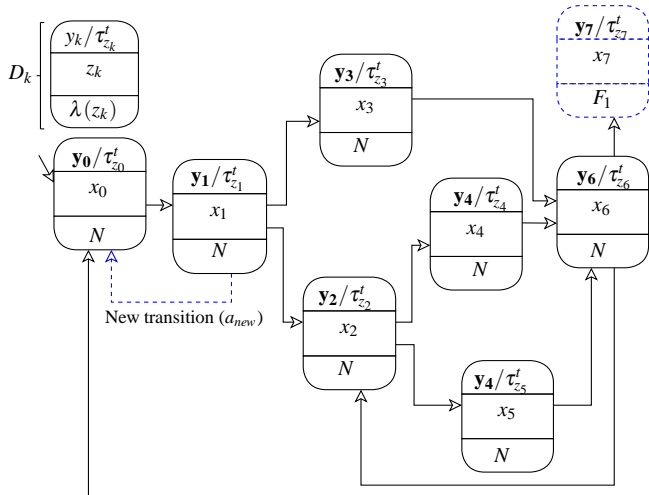 y_k/τ^t_{z_k}
D_k
z_k
λ(z_k)
y_0/τ^t_{z_0}
x_0
N
y_1/τ^t_{z_1}
x_1
N
New transition (a_{new})
y_3/τ^t_{z_3}
x_3
N
y_2/τ^t_{z_2}
x_2
N
y_4/τ^t_{z_4}
x_4
N
y_4/τ^t_{z_5}
x_5
N
y_6/τ^t_{z_6}
x_6
N
y_7/τ^t_{z_7}
x_7
F_1